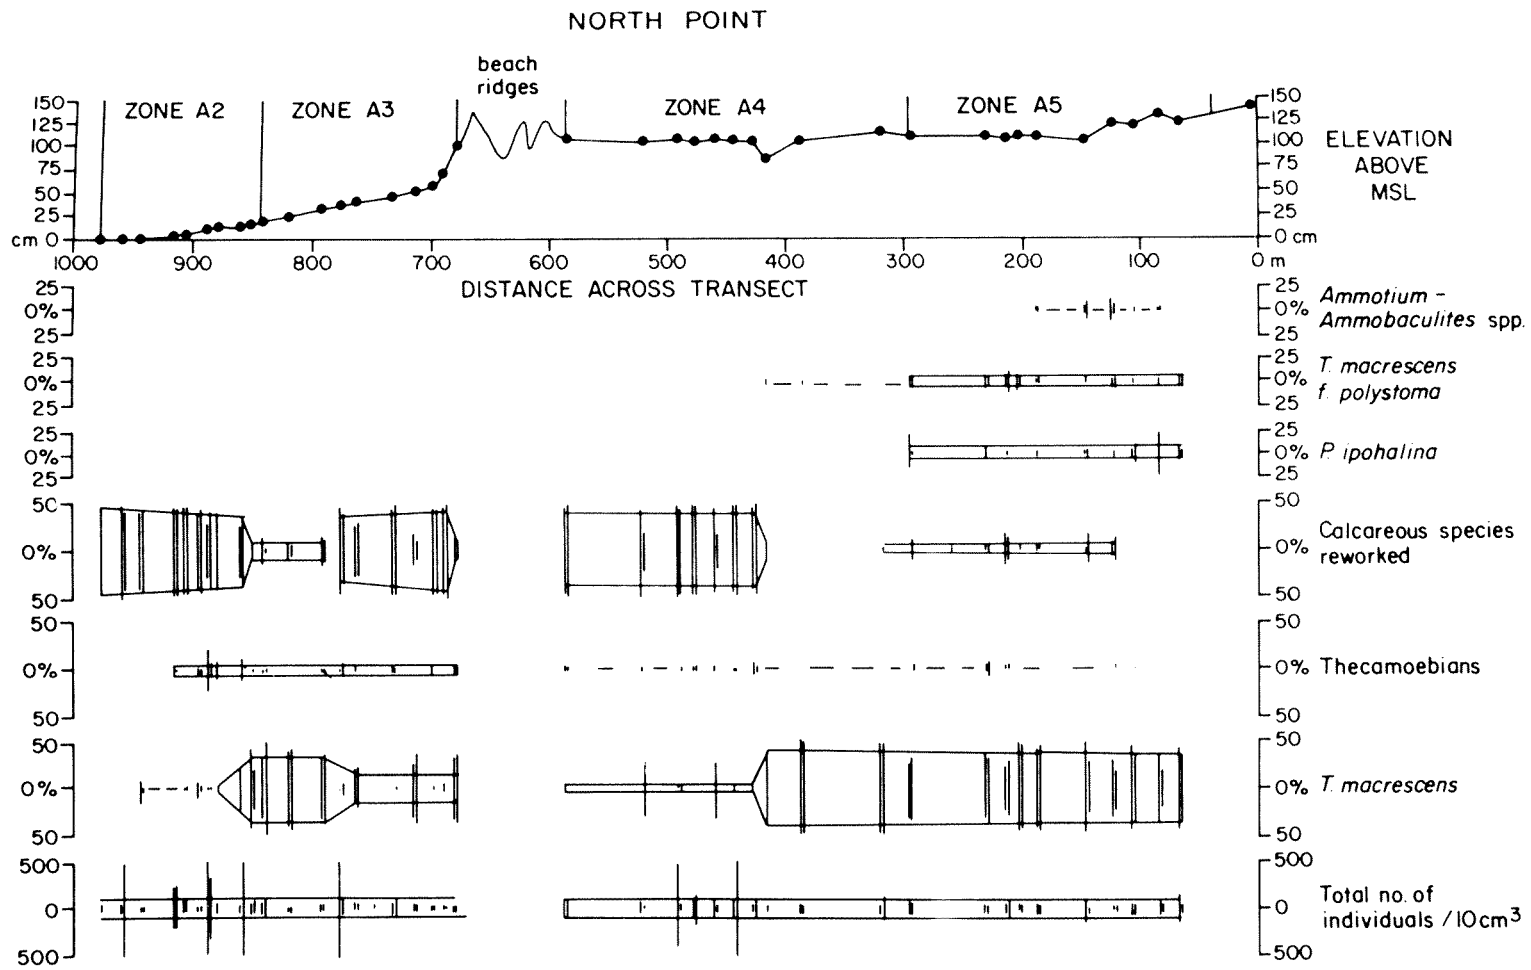 NORTH POINT
beach
ridges
ZONE A2
ZONE A3
ZONE A4
ZONE A5
150
125
100
75
50
25
cm 0
150
125
100
75
50
25
0 cm
ELEVATION
ABOVE
MSL
1000
900
800
700
600
500
400
300
200
100
0 m
DISTANCE ACROSS TRANSECT
25
0%
25
25
0%
25
Ammotium -
Ammobaculites spp.
25
0%
25
25
0%
25
T. macrescens
f. polystoma
25
0%
25
25
0%
25
P. ipohalina
50
0%
50
50
0%
50
Calcareous species
reworked
50
0%
50
50
0%
50
Thecamoebians
50
0%
50
50
0%
50
T. macrescens
500
0
500
500
0
500
Total no. of
individuals /10cm³